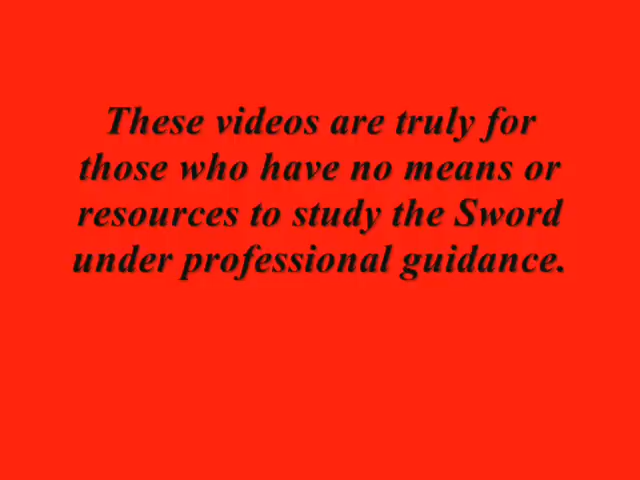 These videos are truly for
those who have no means or
resources to study the Sword
under professional guidance.